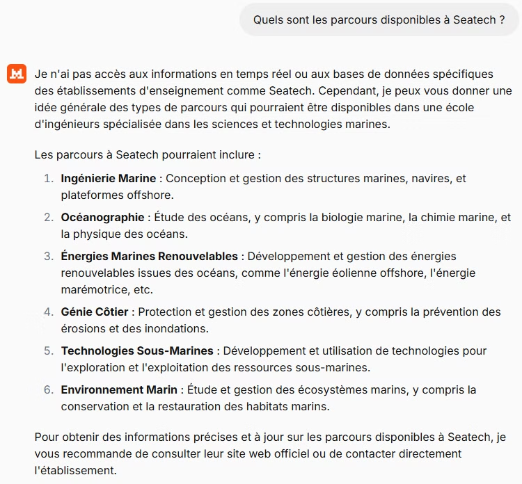 Quels sont les parcours disponibles à Seatech ?
Je n'ai pas accès aux informations en temps réel ou aux bases de données spécifiques
des établissements d'enseignement comme Seatech. Cependant, je peux vous donner une
idée générale des types de parcours qui pourraient être disponibles dans une école
d'ingénieurs spécialisée dans les sciences et technologies marines.
Les parcours à Seatech pourraient inclure :
1. Ingénierie Marine : Conception et gestion des structures marines, navires, et
plateformes offshore.
2. Océanographie : Étude des océans, y compris la biologie marine, la chimie marine, et
la physique des océans.
3. Énergies Marines Renouvelables : Développement et gestion des énergies
renouvelables issues des océans, comme l'énergie éolienne offshore, l'énergie
marémotrice, etc.
4. Génie Côtier : Protection et gestion des zones côtières, y compris la prévention des
érosions et des inondations.
5. Technologies Sous-Marines : Développement et utilisation de technologies pour
l'exploration et l'exploitation des ressources sous-marines.
6. Environnement Marin : Étude et gestion des écosystèmes marins, y compris la
conservation et la restauration des habitats marins.
Pour obtenir des informations précises et à jour sur les parcours disponibles à Seatech, je
vous recommande de consulter leur site web officiel ou de contacter directement
l'établissement.